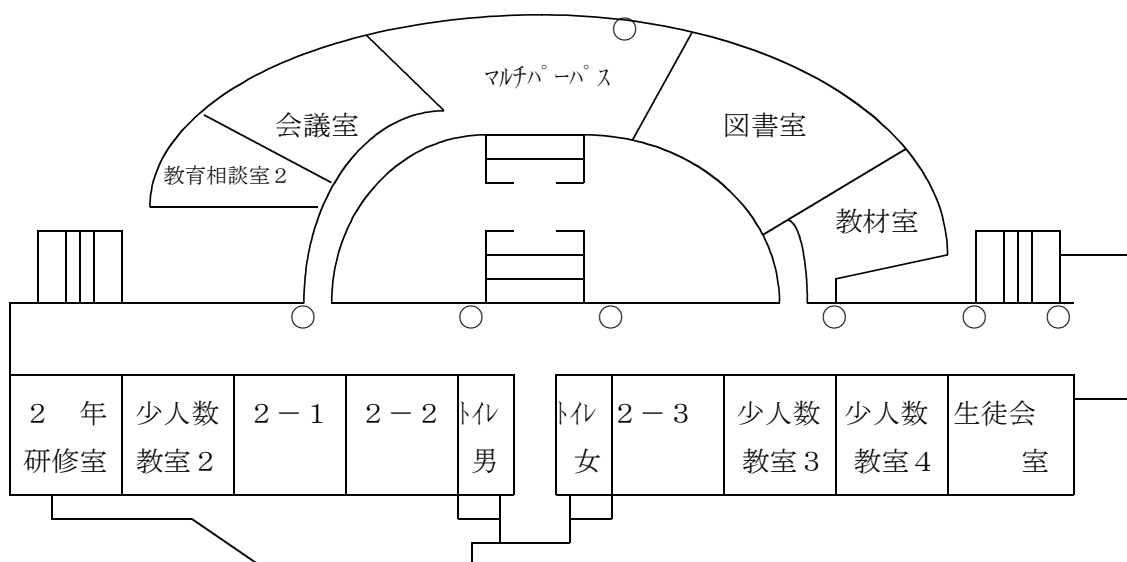 マルチパーパス
会議室
図書室
教育相談室２
教材室
２　年
研修室
少人数
教室２
２－１
２－２
トイレ
男
トイレ
女
２－３
少人数
教室３
少人数
教室４
生徒会
室